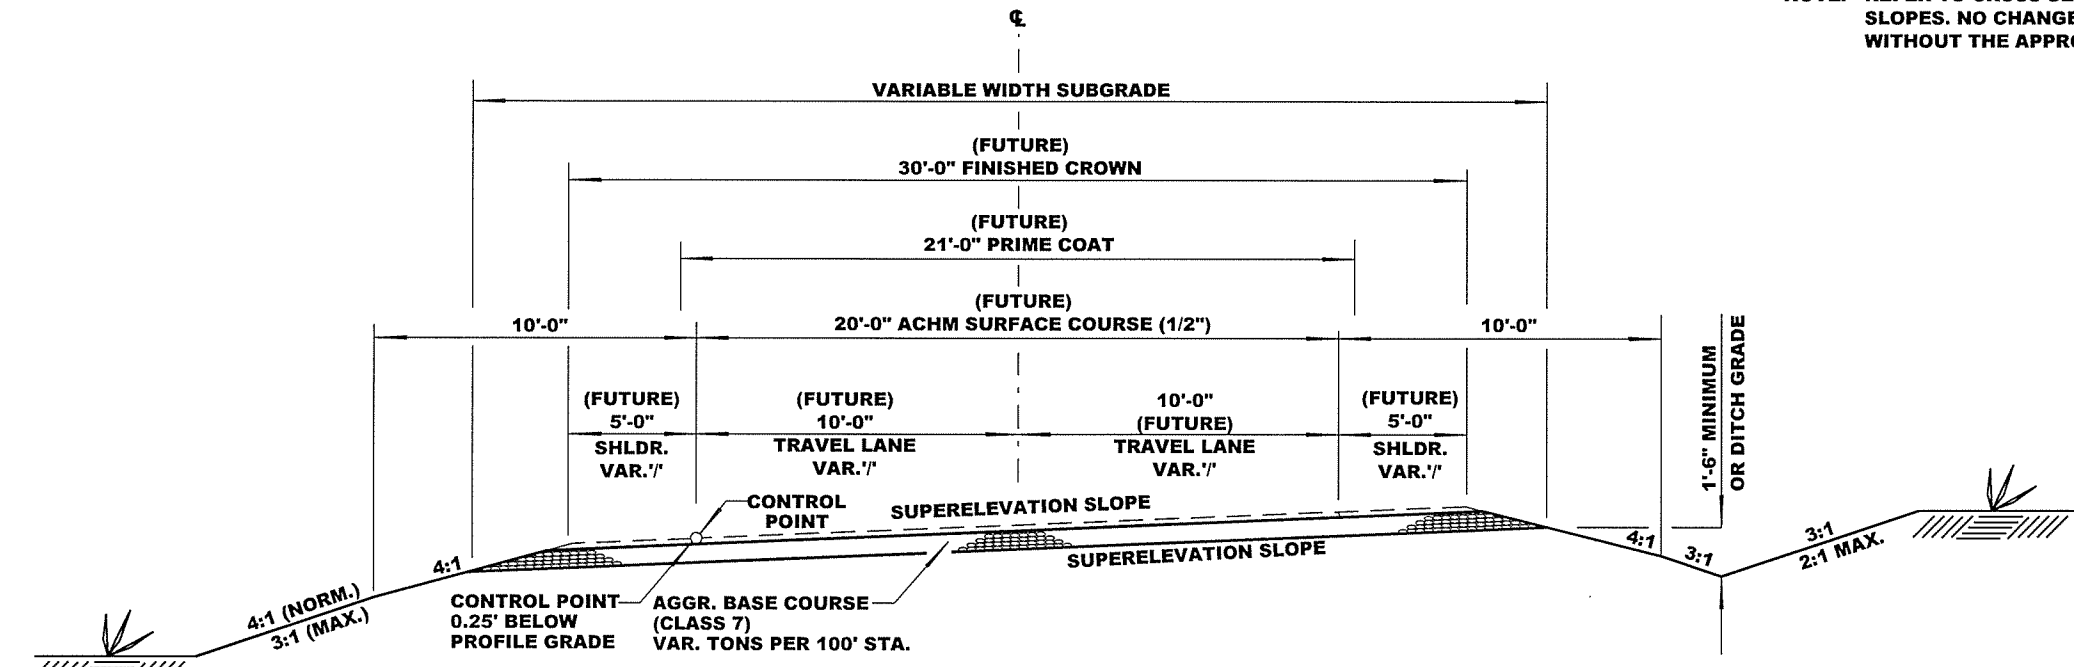 ℄
SLOPES. NO CHANGE
WITHOUT THE
VARIABLE WIDTH SUBGRADE
(FUTURE)
30'-0" FINISHED CROWN
(FUTURE)
21'-0" PRIME COAT
(FUTURE)
10'-0"
20'-0" ACHM SURFACE COURSE (1/2")
10'-0"
1'-6" MINIMUM
OR DITCH GRADE
(FUTURE)
5'-0"
SHLDR.
VAR.'/'
(FUTURE)
10'-0"
TRAVEL LANE
VAR.'/'
10'-0"
(FUTURE)
TRAVEL LANE
VAR.'/'
(FUTURE)
5'-0"
SHLDR.
VAR.'/'
CONTROL
POINT
SUPERELEVATION SLOPE
SUPERELEVATION SLOPE
4:1
4:1
3:1
3:1
2:1 MAX.
4:1 (NORM.)
3:1 (MAX.)
CONTROL POINT
0.25' BELOW
PROFILE GRADE
AGGR. BASE COURSE
(CLASS 7)
VAR. TONS PER 100' STA.